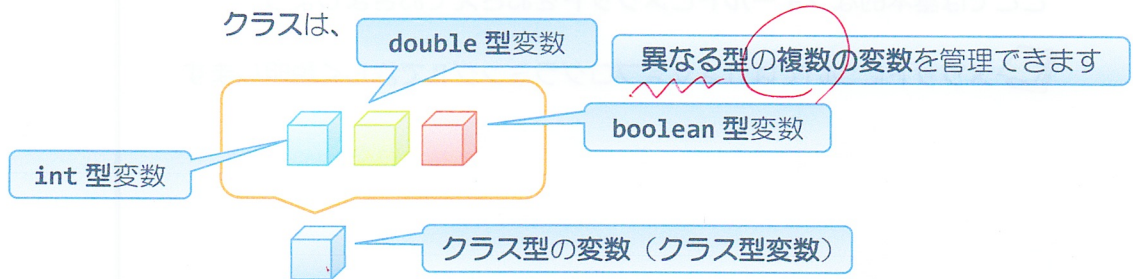 クラスは、
double 型変数
異なる型の複数の変数を管理できます
boolean 型変数
int 型変数
クラス型の変数（クラス型変数）